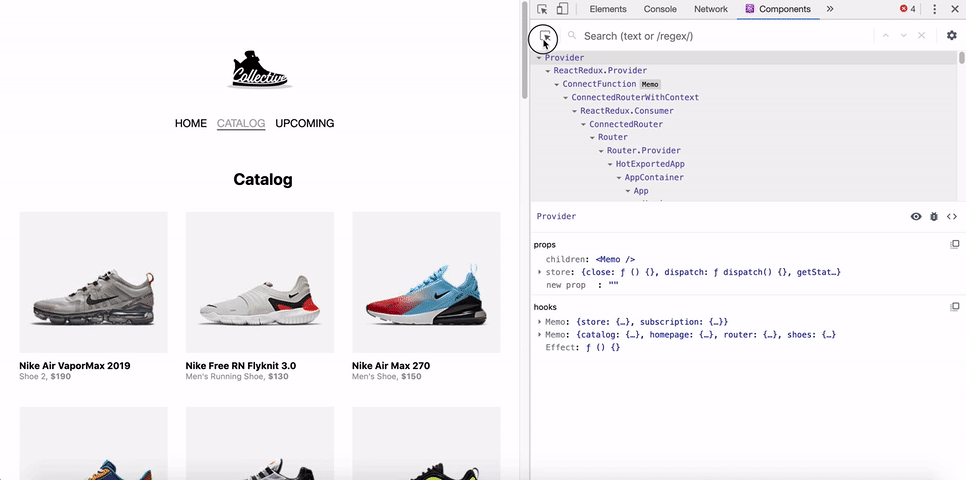 Collective
HOME CATALOG UPCOMING
Catalog
Nike Air VaporMax 2019
Shoe 2, $190
Nike Free RN Flyknit 3.0
Men's Running Shoe, $130
Nike Air Max 270
Men's Shoe, $150
Elements Console Network Components » 4
Search (text or /regex/)
Provider
ReactRedux.Provider
ConnectFunction Memo
ConnectedRouterWithContext
ReactRedux.Consumer
ConnectedRouter
Router
Router.Provider
HotExportedApp
AppContainer
App
Provider
props
children: <Memo />
store: {close: ƒ () {}, dispatch: ƒ dispatch() {}, getStat…}
new prop : ""
hooks
Memo: {store: {…}, subscription: {…}}
Memo: {catalog: {…}, homepage: {…}, router: {…}, shoes: {…}
Effect: ƒ () {}